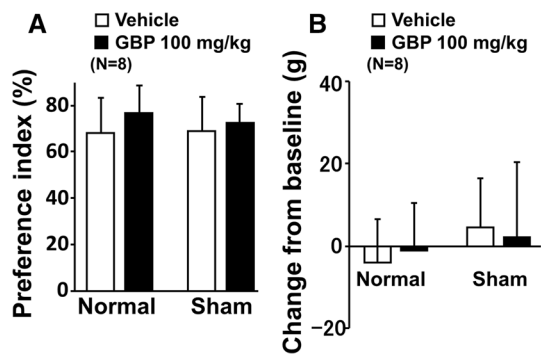 A
Vehicle
GBP 100 mg/kg
(N=8)
Preference index (%)
80
60
40
20
0
Normal Sham
B
Vehicle
GBP 100 mg/kg
(N=8)
Change from baseline (g)
40
20
0
-20
Normal Sham